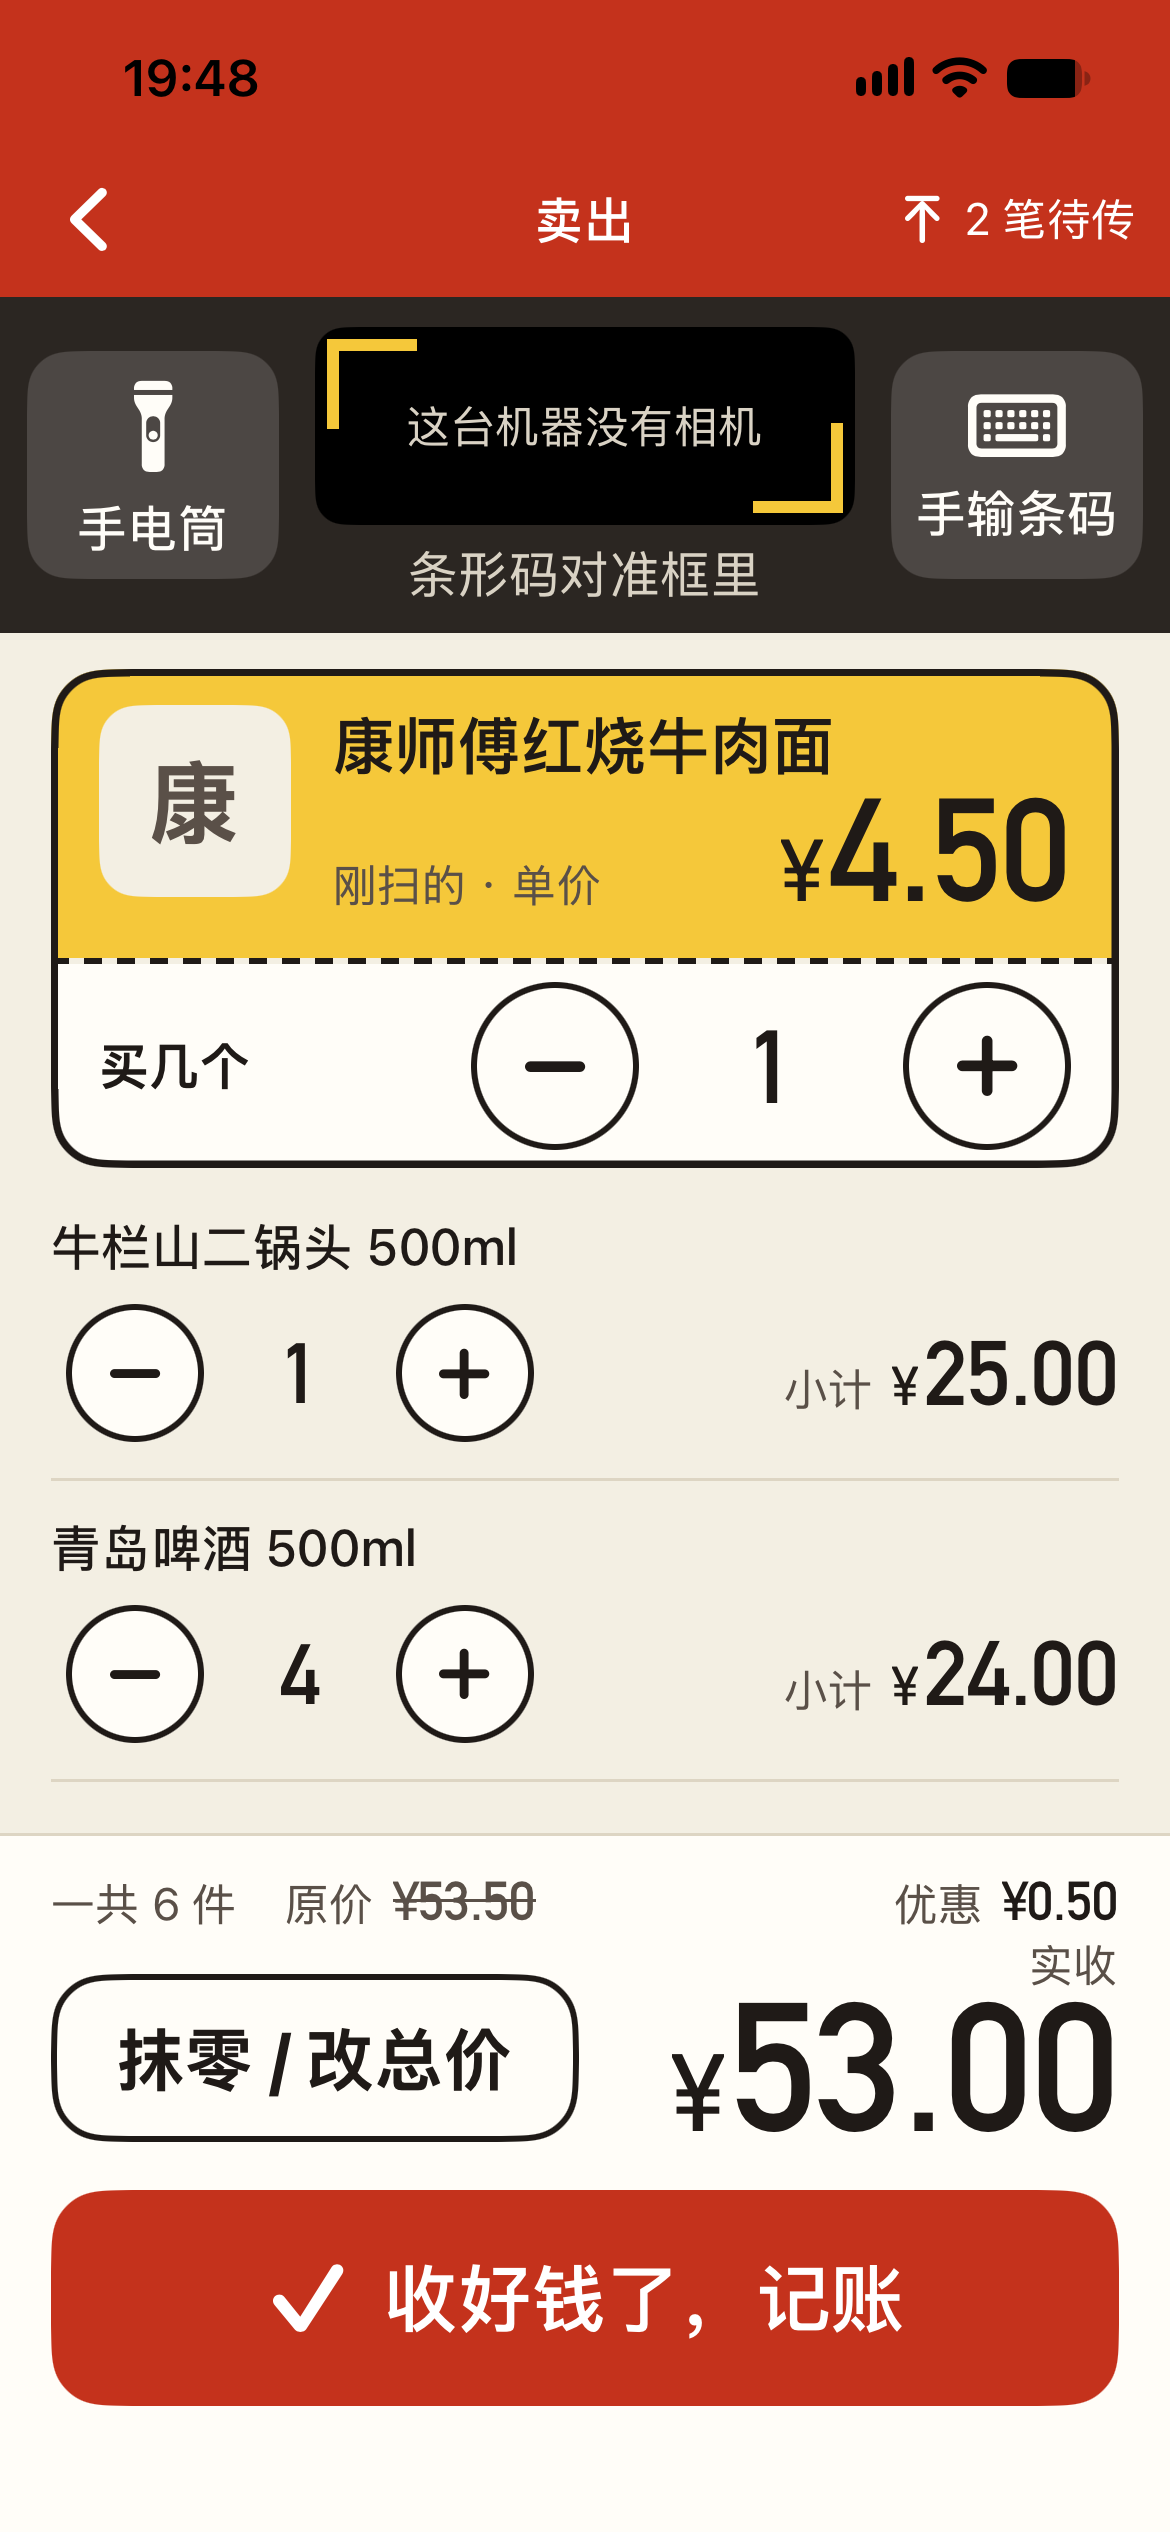 19:48
卖出
2 笔待传
手电筒
这台机器没有相机
条形码对准框里
手输条码
康
康师傅红烧牛肉面
刚扫的 · 单价
¥4.50
买几个
1
牛栏山二锅头 500ml
1
小计 ¥25.00
青岛啤酒 500ml
4
小计 ¥24.00
一共 6 件 原价 ¥53.50
优惠 ¥0.50
实收
抹零 / 改总价
¥53.00
收好钱了，记账